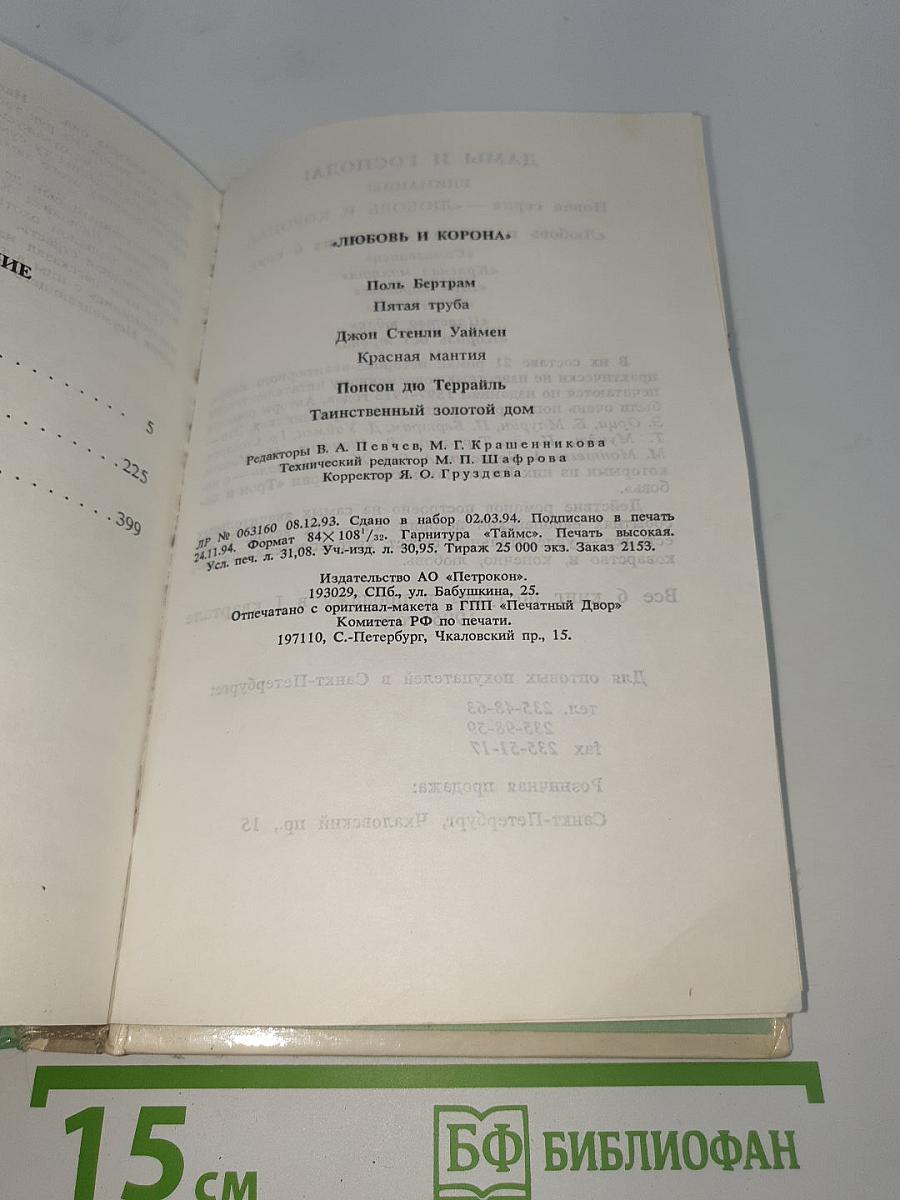 ИЕ
5
225
399
«ЛЮБОВЬ И КОРОНА»
Поль Бертрам
Пятая труба
Джон Стенли Уаймен
Красная мантия
Понсон дю Террайль
Таинственный золотой дом
Редакторы В. А. Певчев, М. Г. Крашенникова
Технический редактор М. П. Шафрова
Корректор Я. О. Груздева
ЛР № 063160 08.12.93. Сдано в набор 02.03.94. Подписано в печать
24.11.94. Формат 84×108¹/₃₂. Гарнитура «Таймс». Печать высокая.
Усл. печ. л. 31,08. Уч.-изд. л. 30,95. Тираж 25 000 экз. Заказ 2153.
Издательство АО «Петрокон».
193029, СПб., ул. Бабушкина, 25.
Отпечатано с оригинал-макета в ГПП «Печатный Двор»
Комитета РФ по печати.
197110, С.-Петербург, Чкаловский пр., 15.
15 см
БФ БИБЛИОФАН